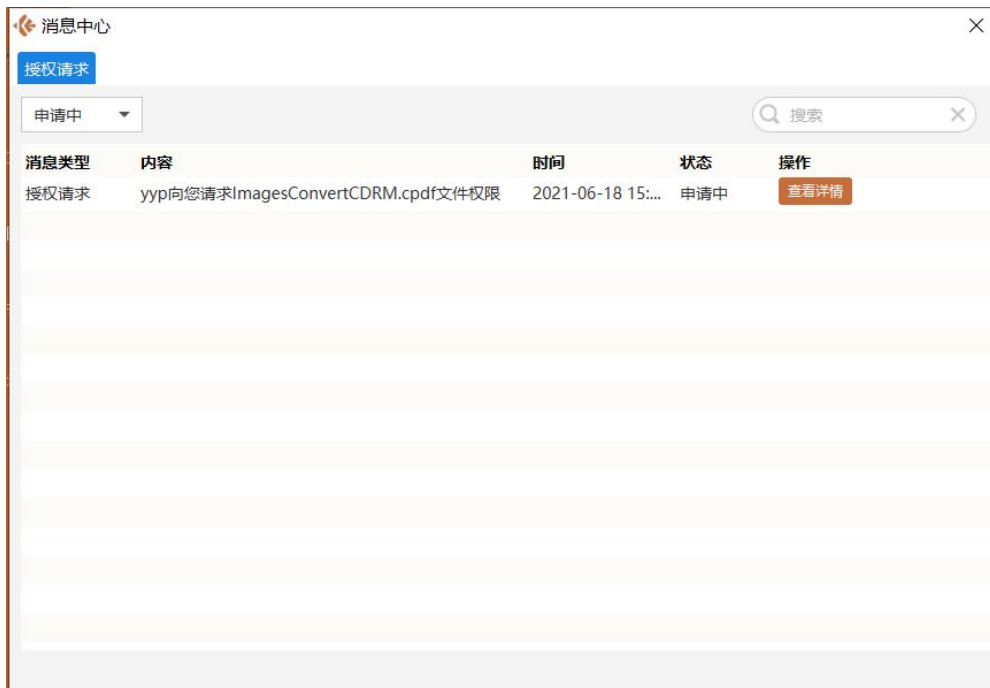 消息中心
授权请求
申请中
搜索
消息类型 内容 时间 状态 操作
授权请求 yyp向您请求ImagesConvertCDRM.cpdf文件权限 2021-06-18 15:... 申请中 查看详情